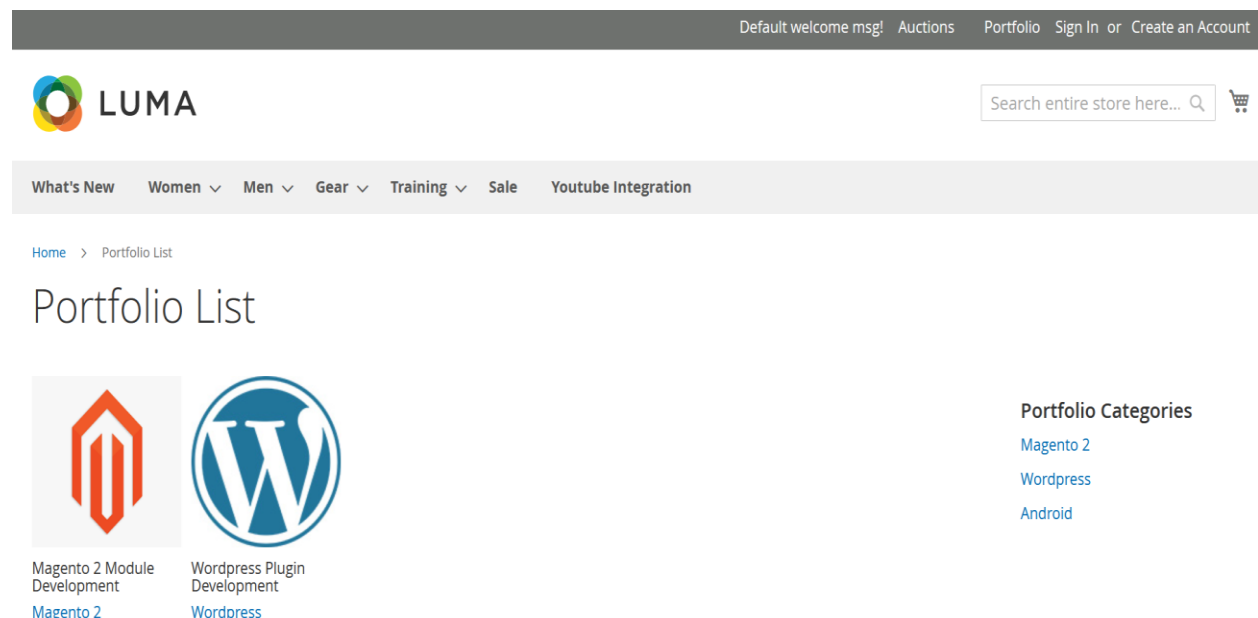 Default welcome msg! Auctions Portfolio Sign In or Create an Account
LUMA
Search entire store here...
What's New Women Men Gear Training Sale Youtube Integration
Home > Portfolio List
Portfolio List
Portfolio Categories
Magento 2
Wordpress
Android
Magento 2 Module
Development
Magento 2
Wordpress Plugin
Development
Wordpress